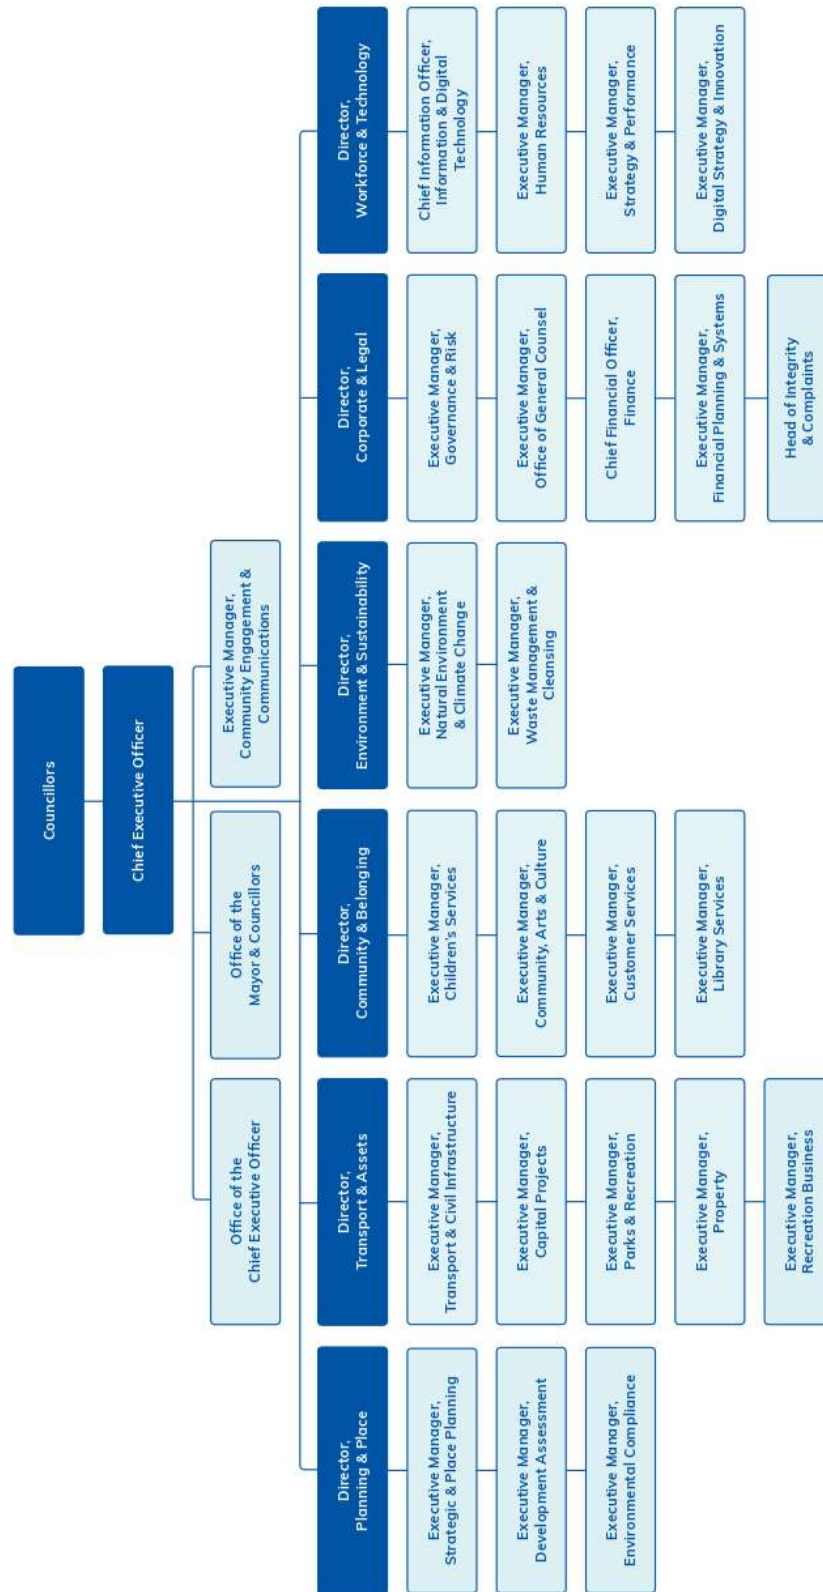 Councillors
Chief Executive Officer
Office of the
Chief Executive Officer
Office of the
Mayor & Councillors
Executive Manager,
Community Engagement &
Communications
Director,
Planning & Place
Executive Manager,
Strategic & Place Planning
Executive Manager,
Development Assessment
Executive Manager,
Environmental Compliance
Director,
Transport & Assets
Executive Manager,
Transport & Civil Infrastructure
Executive Manager,
Capital Projects
Executive Manager,
Parks & Recreation
Executive Manager,
Property
Executive Manager,
Recreation Business
Director,
Community & Belonging
Executive Manager,
Children's Services
Executive Manager,
Community, Arts & Culture
Executive Manager,
Customer Services
Executive Manager,
Library Services
Director,
Environment & Sustainability
Executive Manager,
Natural Environment
& Climate Change
Executive Manager,
Waste Management &
Cleansing
Director,
Corporate & Legal
Executive Manager,
Governance & Risk
Executive Manager,
Office of General Counsel
Chief Financial Officer,
Finance
Executive Manager,
Financial Planning & Systems
Head of Integrity
& Complaints
Director,
Workforce & Technology
Chief Information Officer,
Information & Digital
Technology
Executive Manager,
Human Resources
Executive Manager,
Strategy & Performance
Executive Manager,
Digital Strategy & Innovation